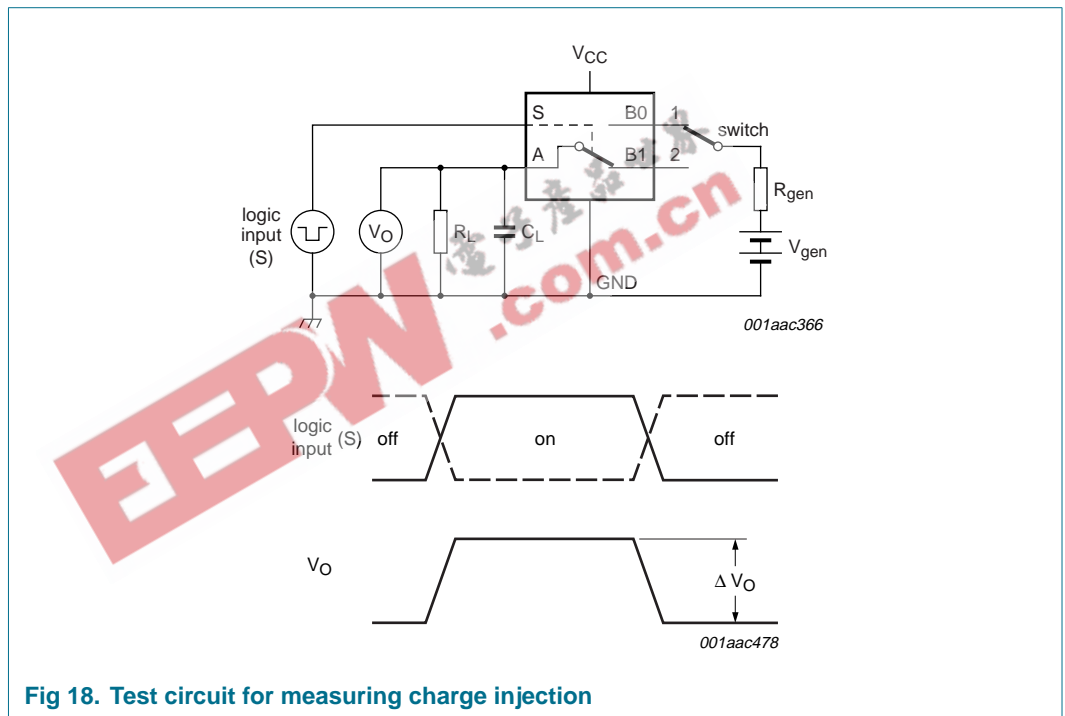 VCC
S B0 1
switch
A B1 2
Rgen
logic
input
(S)
VO RL CL
Vgen
GND
001aac366
EEPW .com.cn
logic
input (S) off on off
VO
Δ VO
001aac478
Fig 18. Test circuit for measuring charge injection